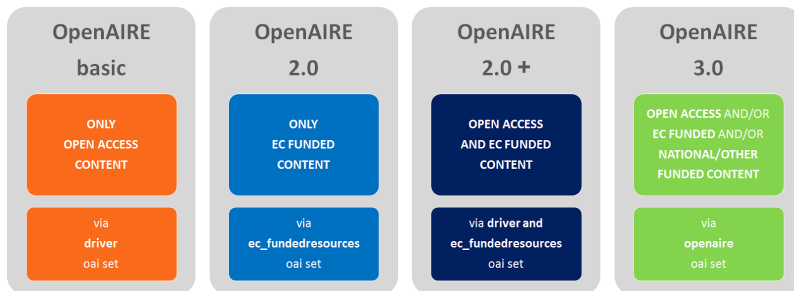 OpenAIRE
basic
ONLY
OPEN ACCESS
CONTENT
via
driver
oai set
OpenAIRE
2.0
ONLY
EC FUNDED
CONTENT
via
ec_fundedresources
oai set
OpenAIRE
2.0 +
OPEN ACCESS
AND EC FUNDED
CONTENT
via driver and
ec_fundedresources
oai set
OpenAIRE
3.0
OPEN ACCESS AND/OR
EC FUNDED AND/OR
NATIONAL/OTHER
FUNDED CONTENT
via
openaire
oai set